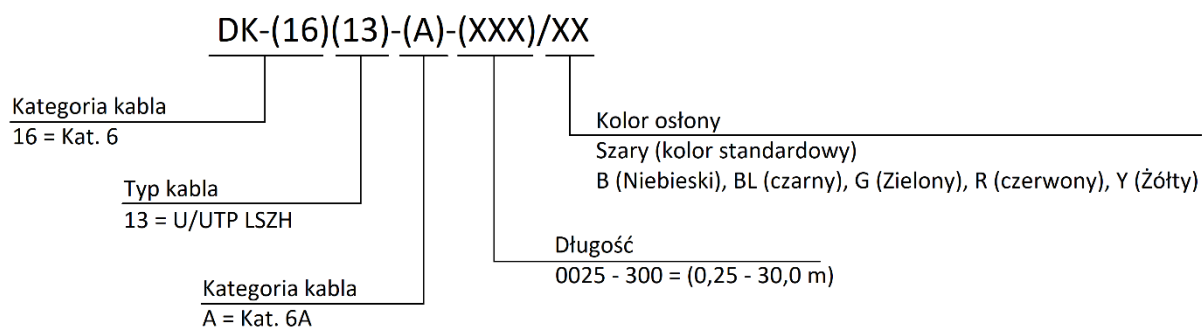 DK-(16)(13)-(A)-(XXX)/XX
Kategoria kabla
16 = Kat. 6
Kolor osłony
Szary (kolor standardowy)
B (Niebieski), BL (czarny), G (Zielony), R (czerwony), Y (Żółty)
Typ kabla
13 = U/UTP LSZH
Długość
0025 - 300 = (0,25 - 30,0 m)
Kategoria kabla
A = Kat. 6A